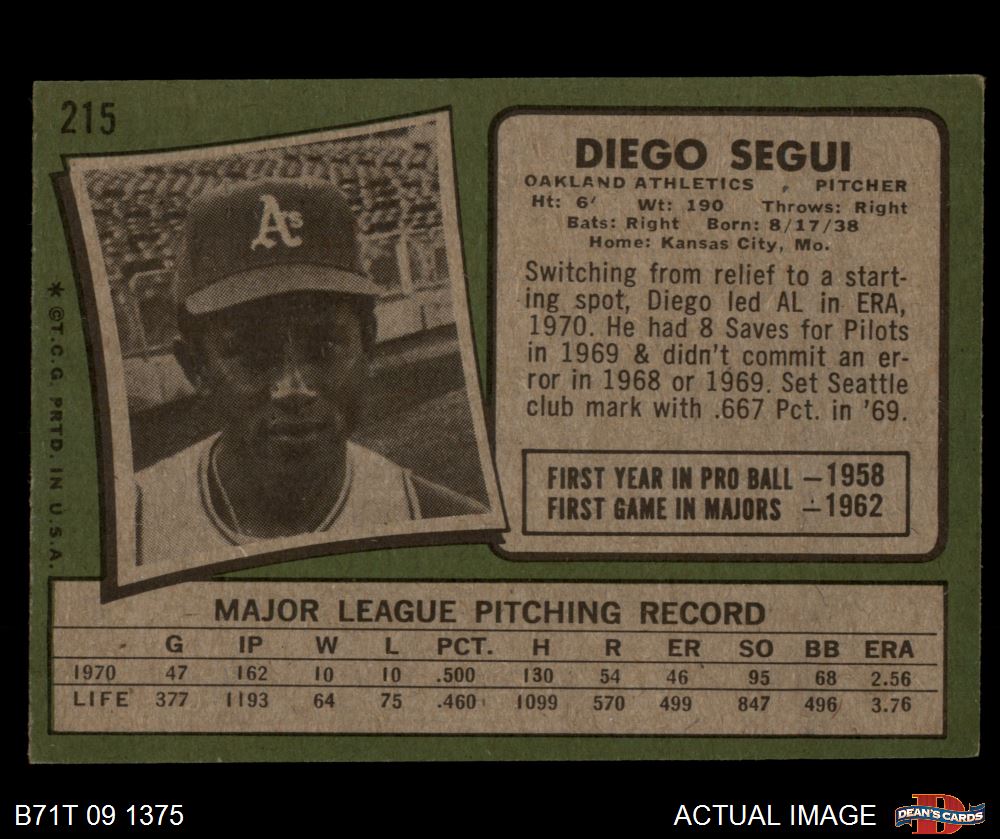 215
A's
DIEGO SEGUI
OAKLAND ATHLETICS , PITCHER
Ht: 6' Wt: 190 Throws: Right
Bats: Right Born: 8/17/38
Home: Kansas City, Mo.
Switching from relief to a start-
ing spot, Diego led AL in ERA,
1970. He had 8 Saves for Pilots
in 1969 & didn't commit an er-
ror in 1968 or 1969. Set Seattle
club mark with .667 Pct. in '69.
FIRST YEAR IN PRO BALL — 1958
FIRST GAME IN MAJORS — 1962
* ©T.C.G. PRTD. IN U.S.A.
MAJOR LEAGUE PITCHING RECORD
G IP W L PCT. H R ER SO BB ERA
1970 47 162 10 10 .500 130 54 46 95 68 2.56
LIFE 377 1193 64 75 .460 1099 570 499 847 496 3.76
B71T 09 1375
ACTUAL IMAGE
D
DEAN'S CARDS